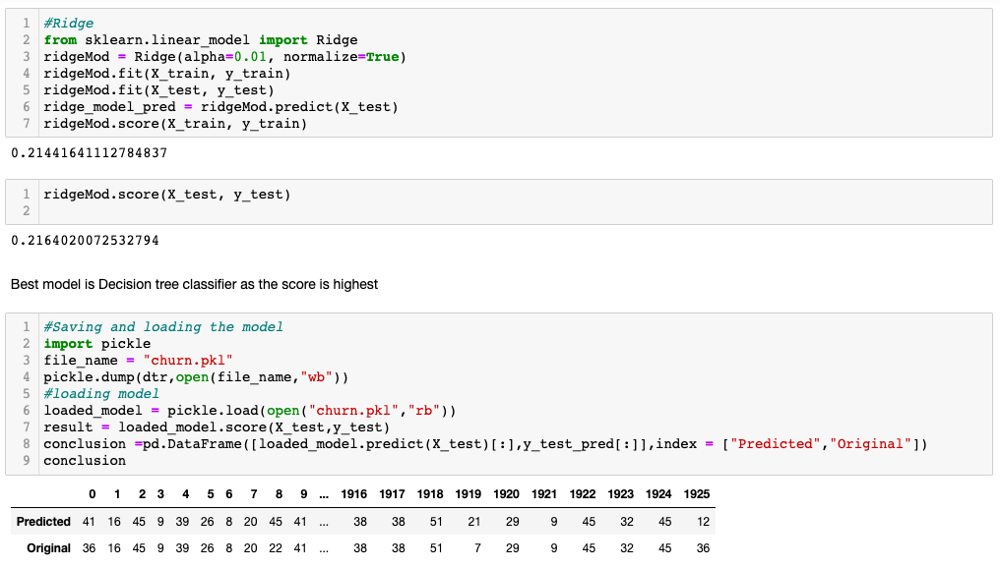 1 #Ridge
2 from sklearn.linear_model import Ridge
3 ridgeMod = Ridge(alpha=0.01, normalize=True)
4 ridgeMod.fit(X_train, y_train)
5 ridgeMod.fit(X_test, y_test)
6 ridge_model_pred = ridgeMod.predict(X_test)
7 ridgeMod.score(X_train, y_train)
0.21441641112784837
1 ridgeMod.score(X_test, y_test)
2
0.2164020072532794
Best model is Decision tree classifier as the score is highest
1 #Saving and loading the model
2 import pickle
3 file_name = "churn.pkl"
4 pickle.dump(dtr,open(file_name,"wb"))
5 #loading model
6 loaded_model = pickle.load(open("churn.pkl","rb"))
7 result = loaded_model.score(X_test,y_test)
8 conclusion =pd.DataFrame([loaded_model.predict(X_test)[:],y_test_pred[:]],index = ["Predicted","Original"])
9 conclusion
0 1 2 3 4 5 6 7 8 9 ... 1916 1917 1918 1919 1920 1921 1922 1923 1924 1925
Predicted 41 16 45 9 39 26 8 20 45 41 ... 38 38 51 21 29 9 45 32 45 12
Original 36 16 45 9 39 26 8 20 22 41 ... 38 38 51 7 29 9 45 32 45 36